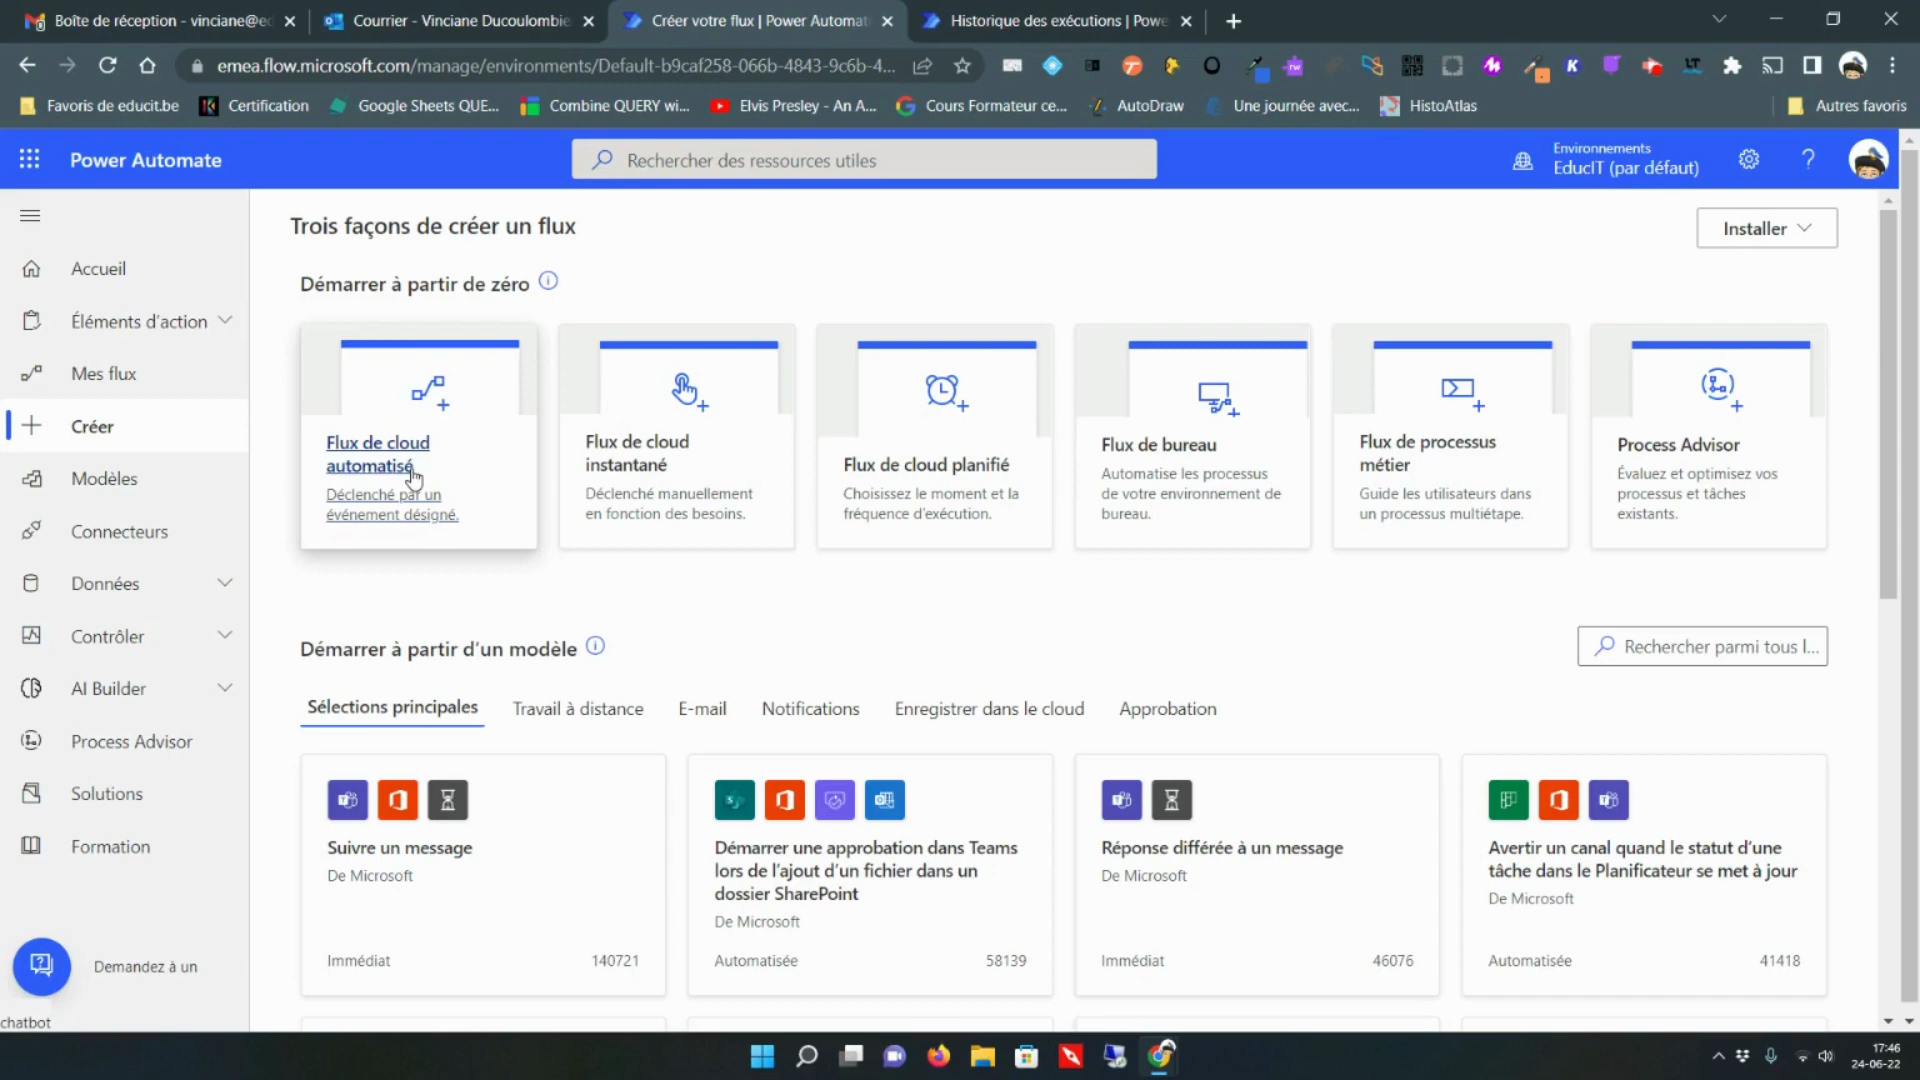 Boîte de réception - vinciane@ed
Courrier - Vinciane Ducoulombie
Créer votre flux | Power Automat
Historique des exécutions | Powe
emea.flow.microsoft.com/manage/environments/Default-b9caf258-066b-4843-9c6b-4...
Favoris de educit.be
Certification
Google Sheets QUE...
Combine QUERY wi...
Elvis Presley - An A...
Cours Formateur ce...
AutoDraw
Une journée avec...
HistoAtlas
Autres favoris
Power Automate
Rechercher des ressources utiles
Environnements
EducIT (par défaut)
Trois façons de créer un flux
Installer
Accueil
Éléments d'action
Mes flux
Créer
Modèles
Connecteurs
Données
Contrôler
AI Builder
Process Advisor
Solutions
Formation
Demandez à un
chatbot
Démarrer à partir de zéro
Flux de cloud
automatisé
Déclenché par un
événement désigné.
Flux de cloud
instantané
Déclenché manuellement
en fonction des besoins.
Flux de cloud planifié
Choisissez le moment et la
fréquence d'exécution.
Flux de bureau
Automatise les processus
de votre environnement de
bureau.
Flux de processus
métier
Guide les utilisateurs dans
un processus multiétape.
Process Advisor
Évaluez et optimisez vos
processus et tâches
existants.
Démarrer à partir d'un modèle
Rechercher parmi tous l...
Sélections principales
Travail à distance
E-mail
Notifications
Enregistrer dans le cloud
Approbation
Suivre un message
De Microsoft
Immédiat
140721
Démarrer une approbation dans Teams
lors de l'ajout d'un fichier dans un
dossier SharePoint
De Microsoft
Automatisée
58139
Réponse différée à un message
De Microsoft
Immédiat
46076
Avertir un canal quand le statut d'une
tâche dans le Planificateur se met à jour
De Microsoft
Automatisée
41418
17:46
24-06-22